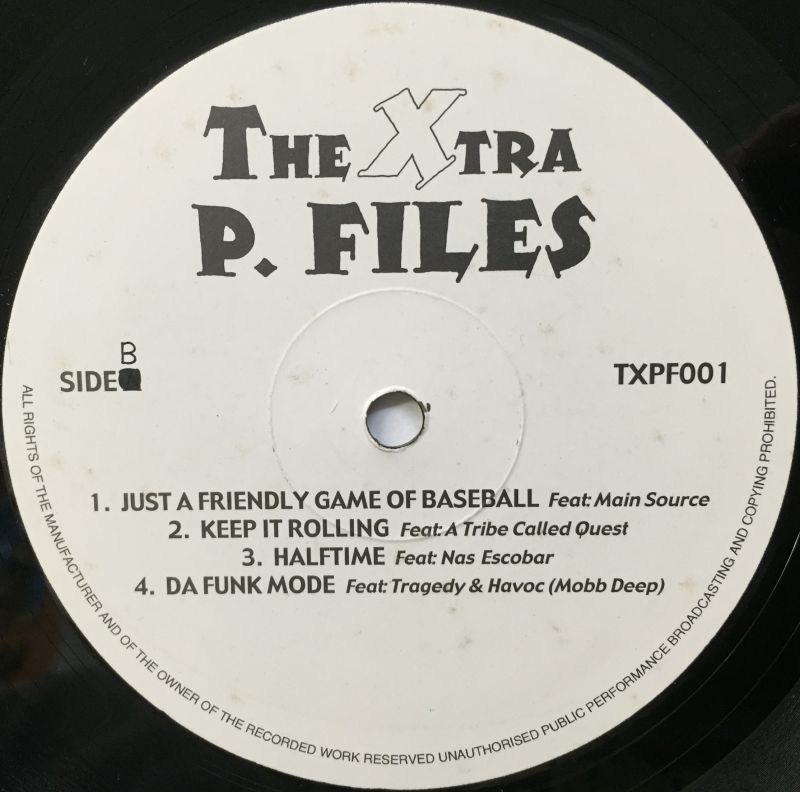 THE XTRA
P. FILES
B
SIDE
TXPF001
1. JUST A FRIENDLY GAME OF BASEBALL Feat: Main Source
2. KEEP IT ROLLING Feat: A Tribe Called Quest
3. HALFTIME Feat: Nas Escobar
4. DA FUNK MODE Feat: Tragedy & Havoc (Mobb Deep)
ALL RIGHTS OF THE MANUFACTURER AND OF THE OWNER OF THE RECORDED WORK RESERVED UNAUTHORISED PUBLIC PERFORMANCE BROADCASTING AND COPYING PROHIBITED.